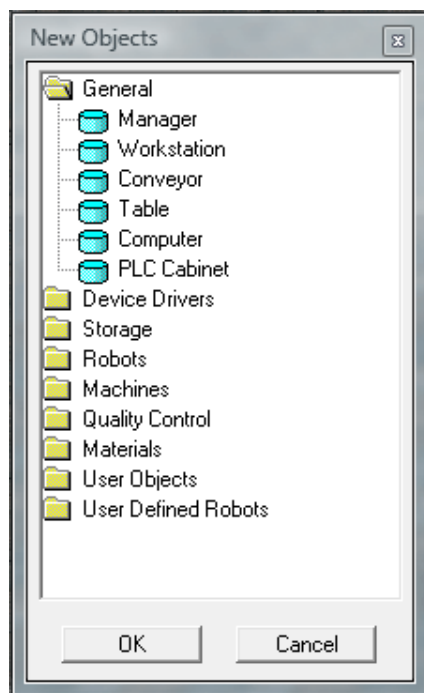 New Objects
General
Manager
Workstation
Conveyor
Table
Computer
PLC Cabinet
Device Drivers
Storage
Robots
Machines
Quality Control
Materials
User Objects
User Defined Robots
OK Cancel